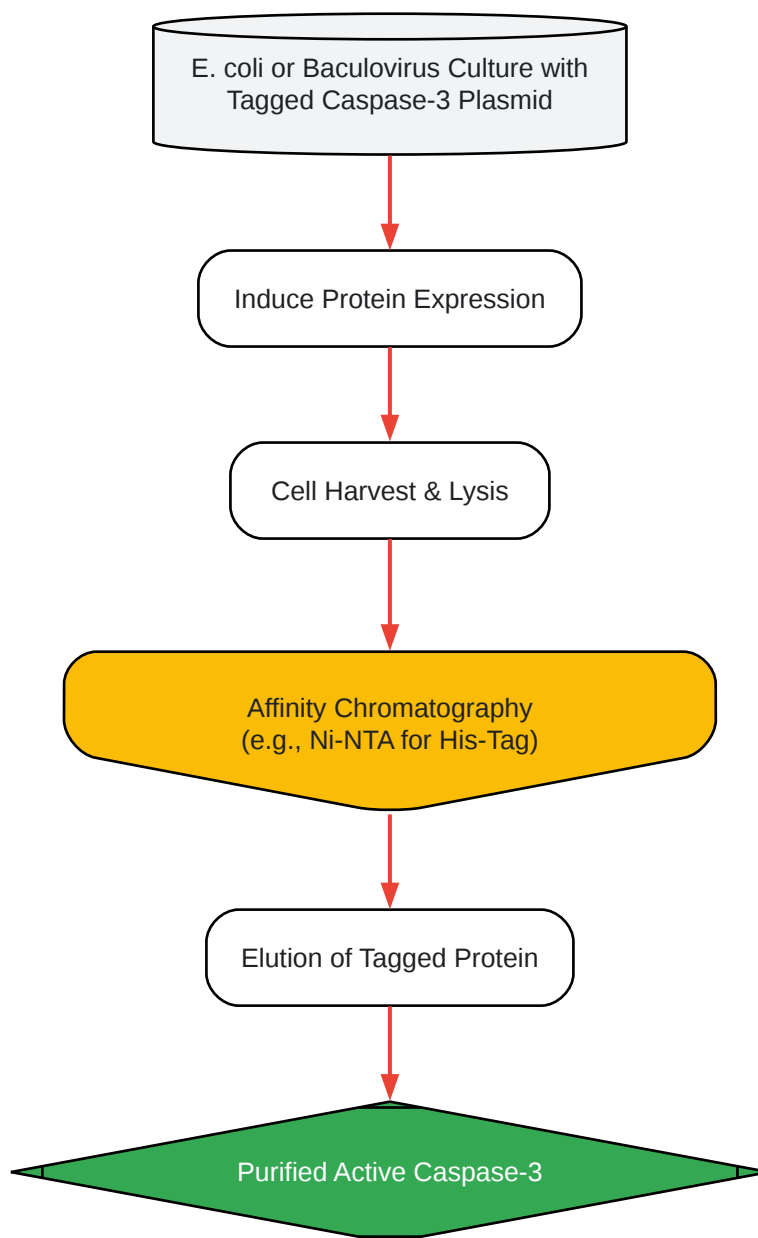 E. coli or Baculovirus Culture with
Tagged Caspase-3 Plasmid
Induce Protein Expression
Cell Harvest & Lysis
Affinity Chromatography
(e.g., Ni-NTA for His-Tag)
Elution of Tagged Protein
Purified Active Caspase-3